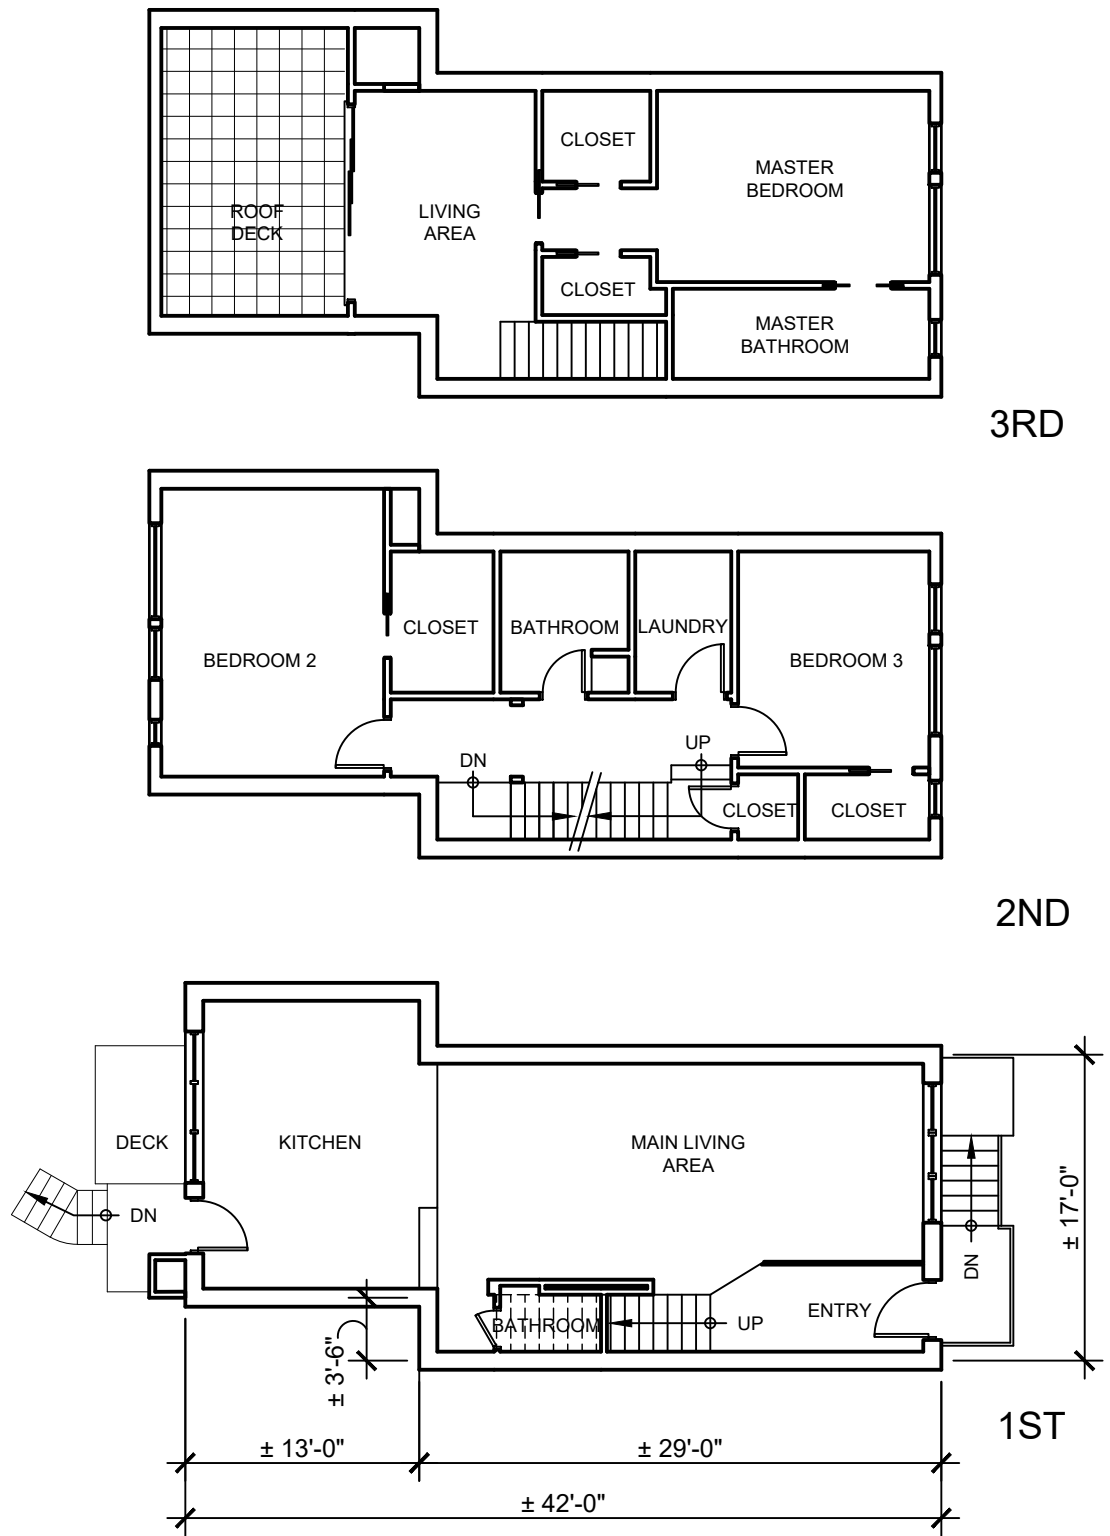 CLOSET
MASTER
BEDROOM
ROOF
DECK
LIVING
AREA
CLOSET
MASTER
BATHROOM
3RD
CLOSET
BATHROOM
LAUNDRY
BEDROOM 2
BEDROOM 3
UP
DN
CLOSET
CLOSET
2ND
DECK
KITCHEN
MAIN LIVING
AREA
DN
± 17'-0"
DN
ENTRY
BATHROOM
UP
± 3'-6"
1ST
± 13'-0"
± 29'-0"
± 42'-0"